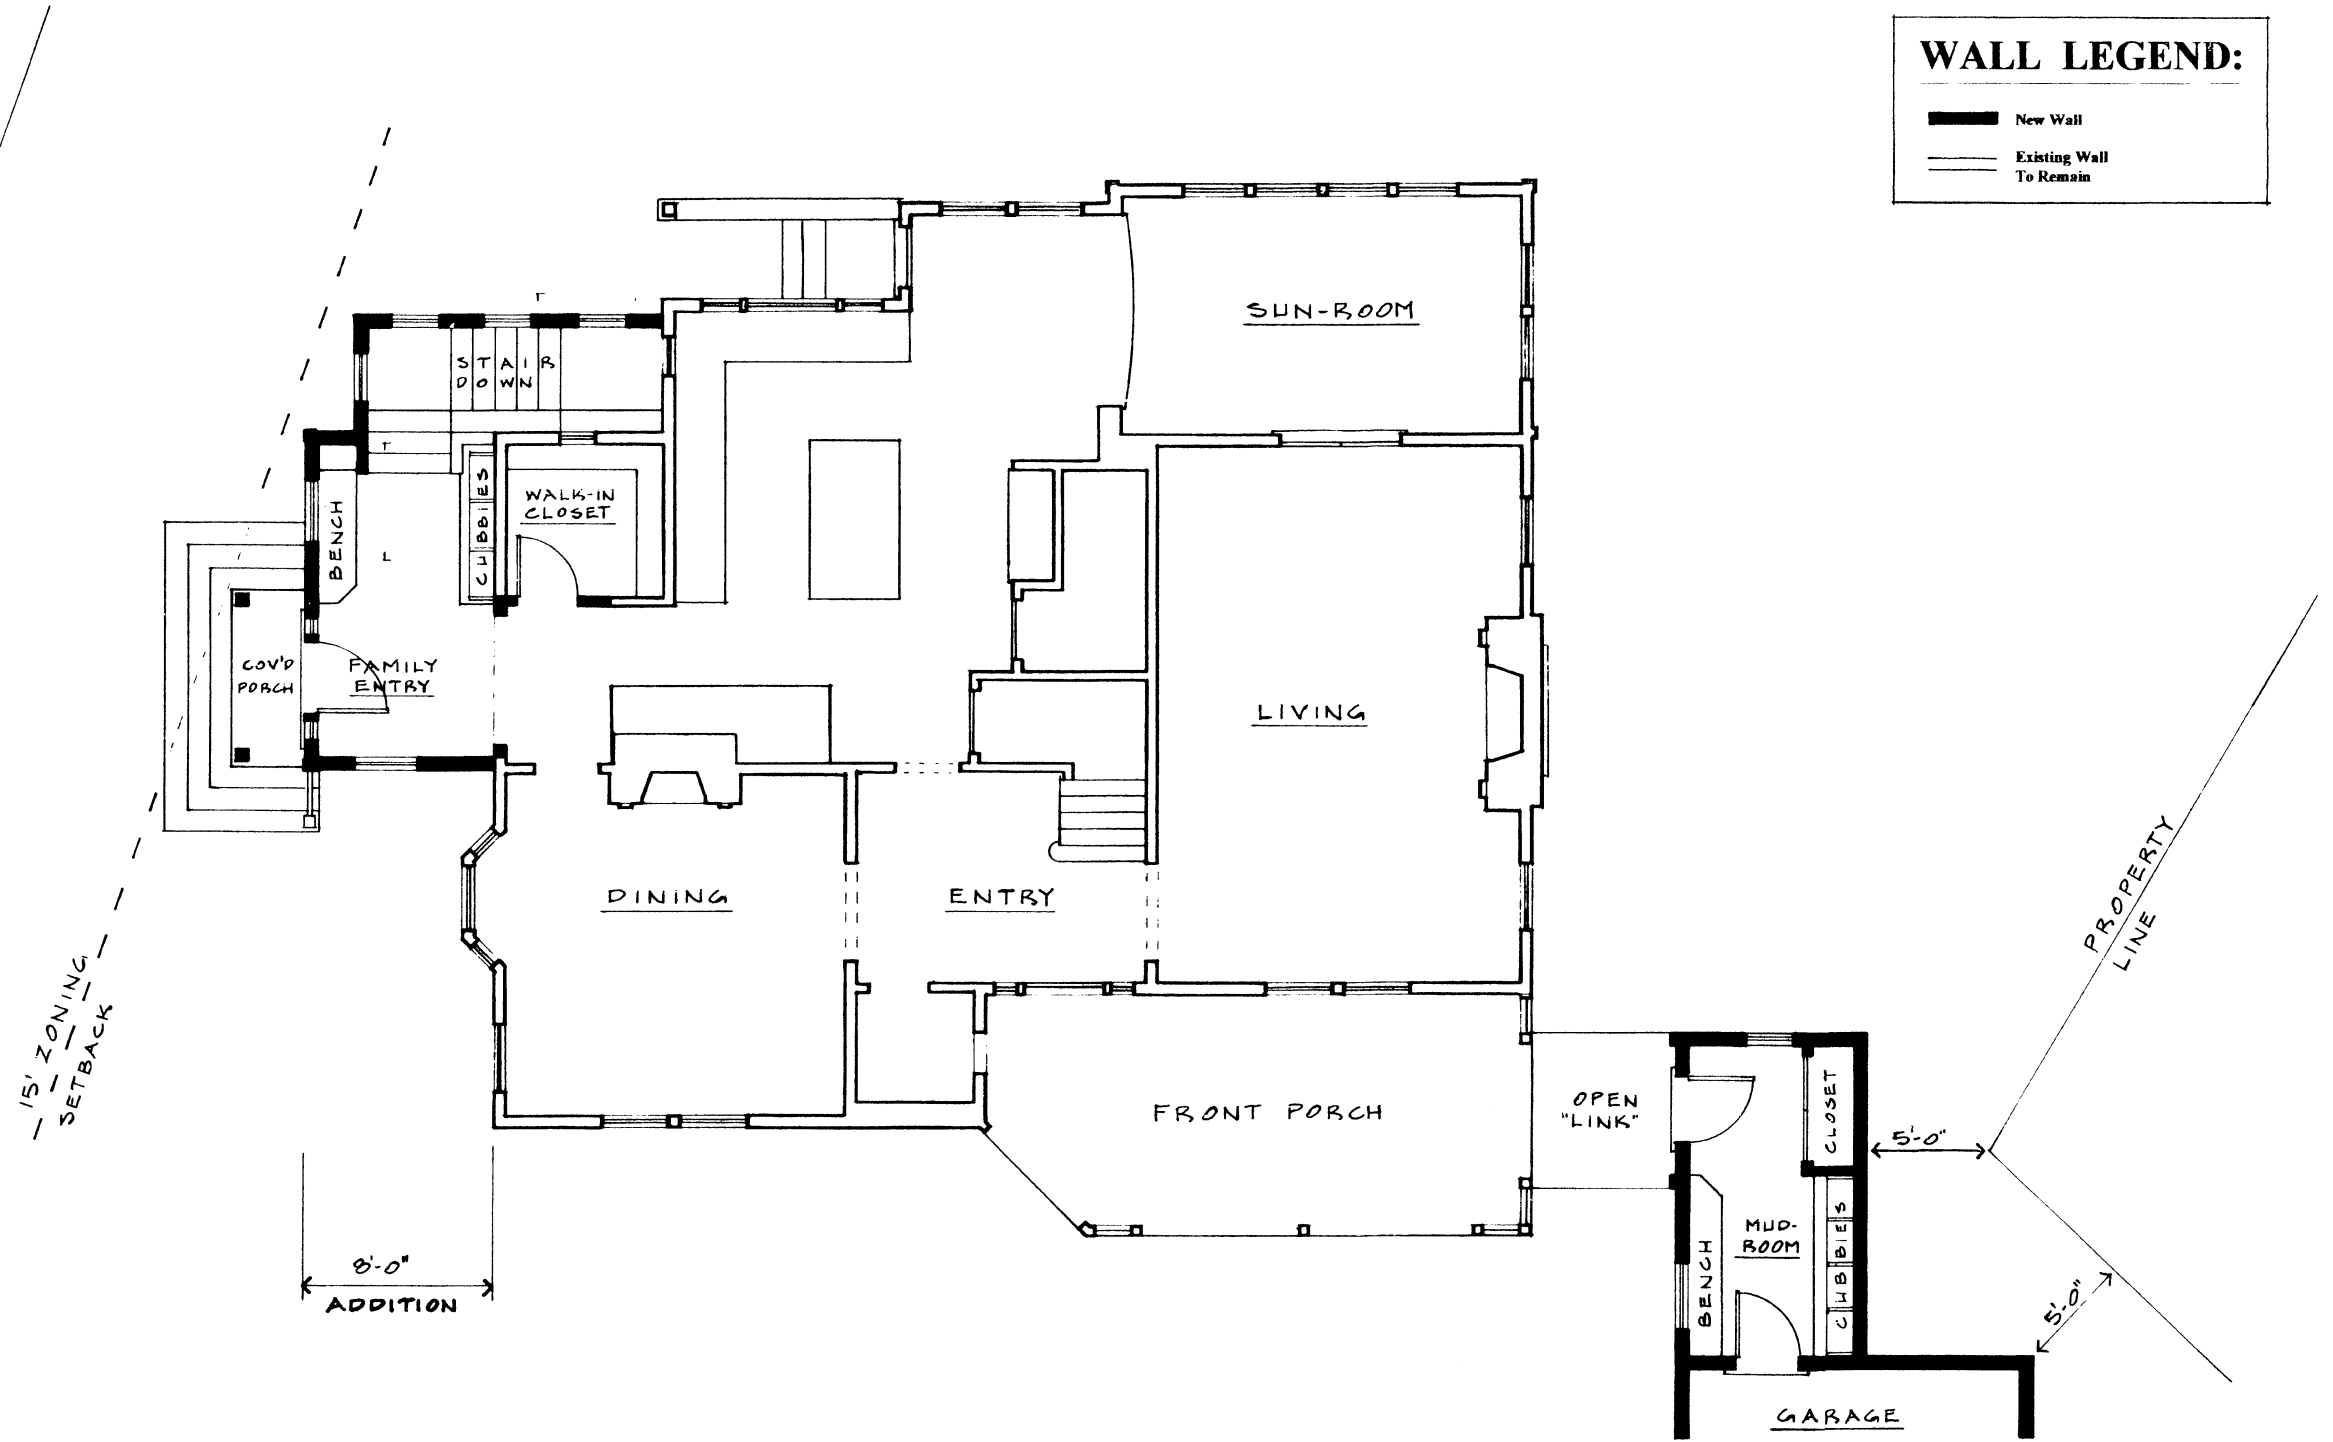 WALL LEGEND:
New Wall
Existing Wall
To Remain
SUN-ROOM
STAIR
DOWN
WALK-IN
CLOSET
CUBBIES
BENCH
COV'D
PORCH
FAMILY
ENTRY
LIVING
DINING
ENTRY
PROPERTY
LINE
15' ZONING
SETBACK
FRONT PORCH
OPEN
"LINK"
CLOSET
5'-0"
MUD-
ROOM
BENCH
CUBBIES
5'-0"
8'-0"
ADDITION
GARAGE